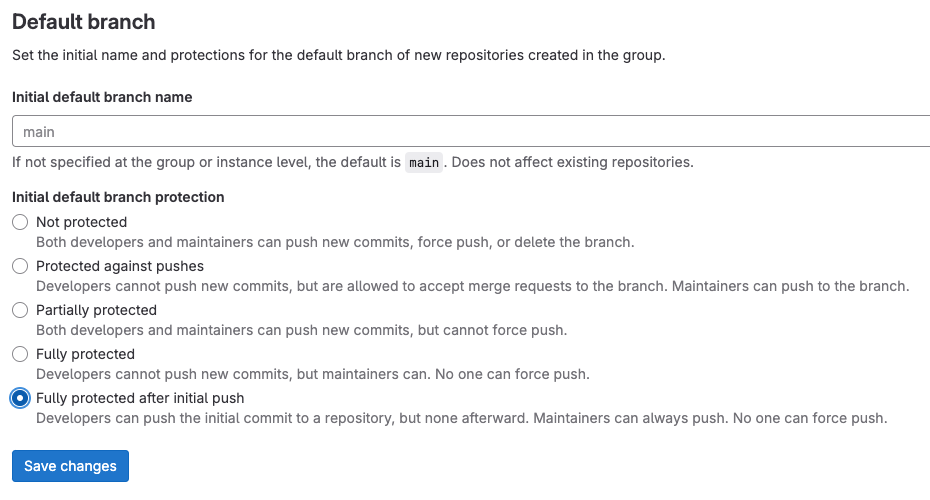 Default branch
Set the initial name and protections for the default branch of new repositories created in the group.
Initial default branch name
main
If not specified at the group or instance level, the default is main. Does not affect existing repositories.
Initial default branch protection
Not protected
Both developers and maintainers can push new commits, force push, or delete the branch.
Protected against pushes
Developers cannot push new commits, but are allowed to accept merge requests to the branch. Maintainers can push to the branch.
Partially protected
Both developers and maintainers can push new commits, but cannot force push.
Fully protected
Developers cannot push new commits, but maintainers can. No one can force push.
Fully protected after initial push
Developers can push the initial commit to a repository, but none afterward. Maintainers can always push. No one can force push.
Save changes